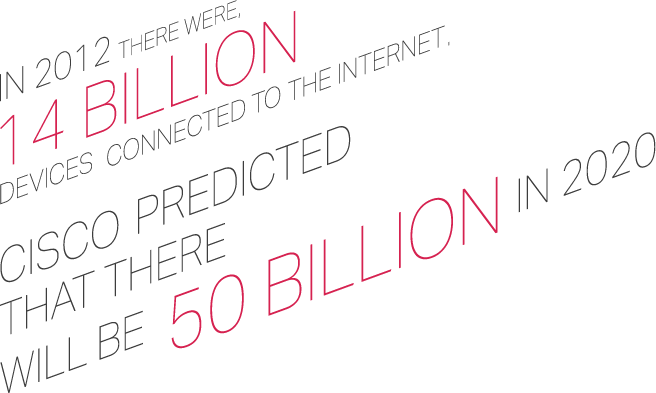 IN 2012 THERE WERE,
14 BILLION
DEVICES CONNECTED TO THE INTERNET.
CISCO PREDICTED
THAT THERE
WILL BE 50 BILLION IN 2020